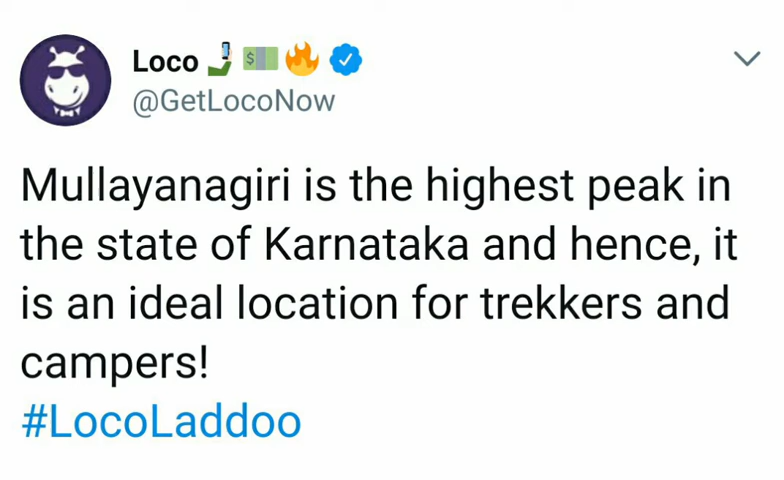 Loco 🤳 💵 🔥
@GetLocoNow
Mullayanagiri is the highest peak in
the state of Karnataka and hence, it
is an ideal location for trekkers and
campers!
#LocoLaddoo